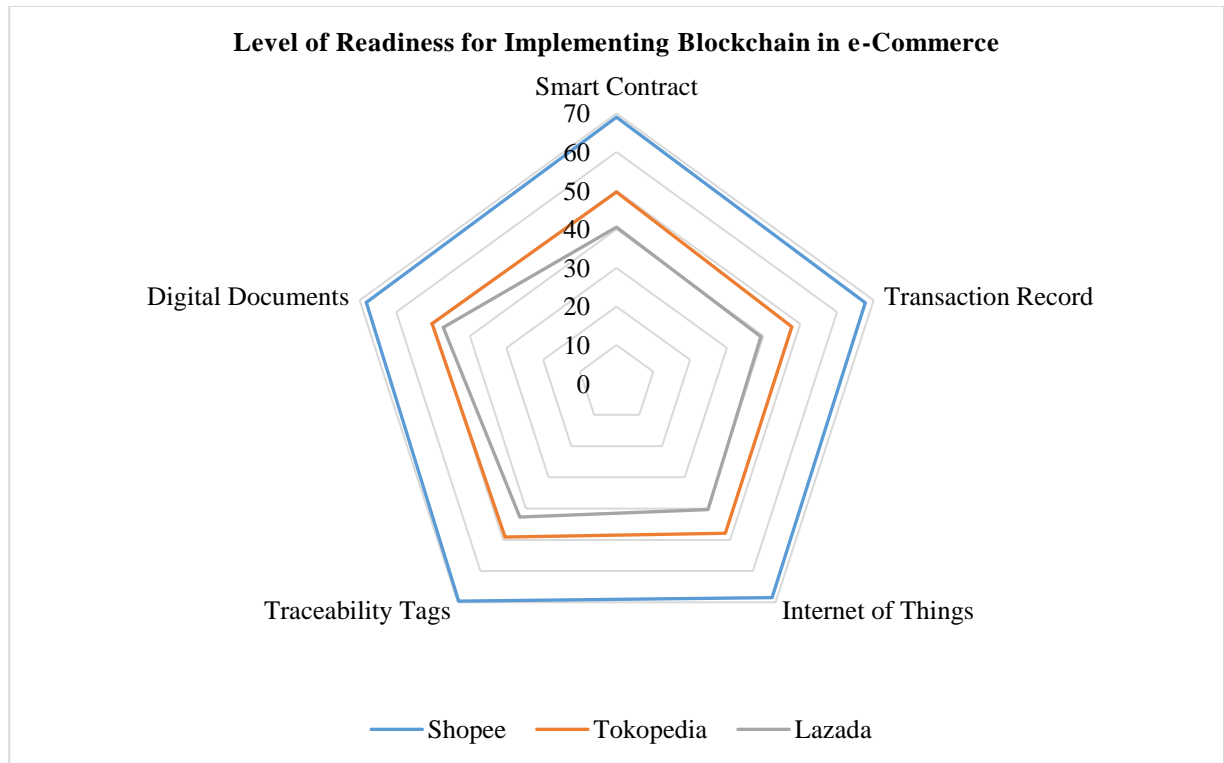 Level of Readiness for Implementing Blockchain in e-Commerce
Smart Contract
70
60
50
40
30
20
10
0
Digital Documents
Transaction Record
Traceability Tags
Internet of Things
Shopee Tokopedia Lazada